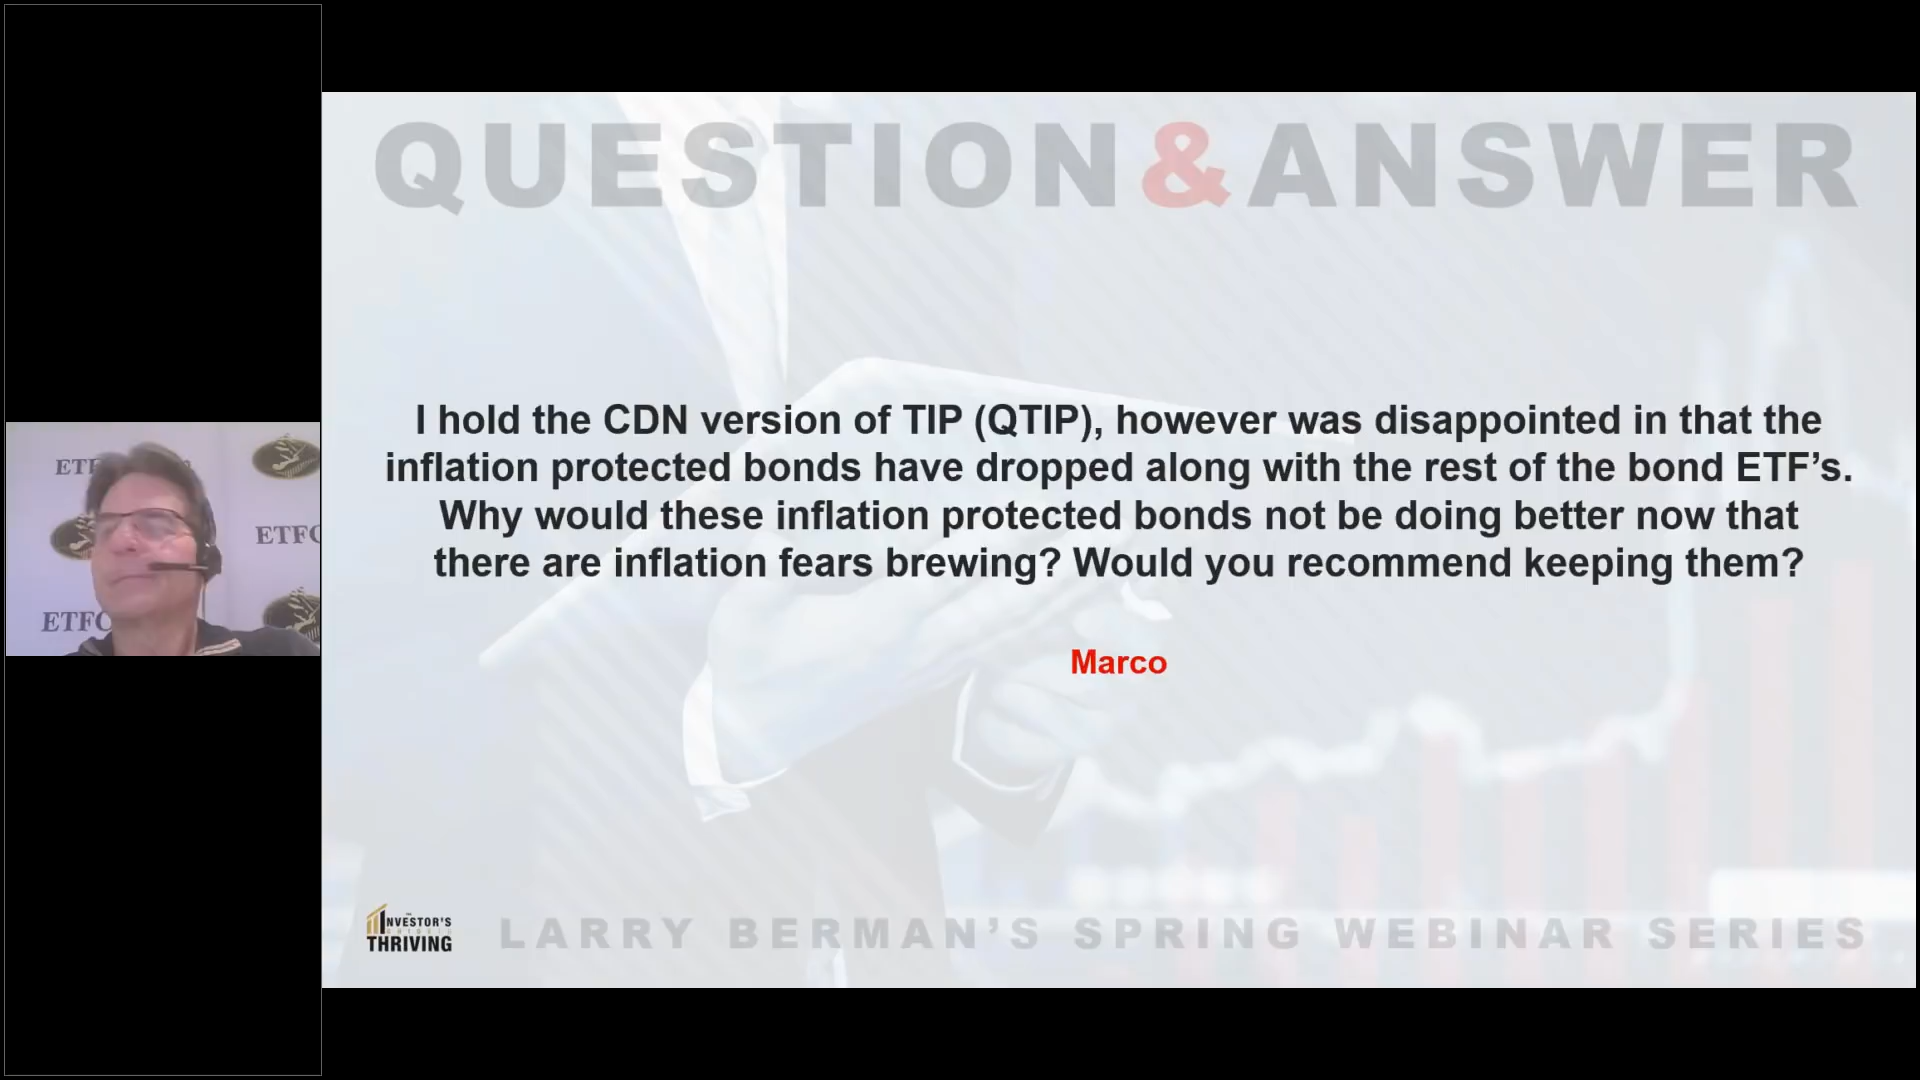 QUESTION&ANSWER
I hold the CDN version of TIP (QTIP), however was disappointed in that the
inflation protected bonds have dropped along with the rest of the bond ETF’s.
Why would these inflation protected bonds not be doing better now that
there are inflation fears brewing? Would you recommend keeping them?
Marco
ETFC
ETFC
INVESTOR'S
THRIVING
LARRY BERMAN’S SPRING WEBINAR SERIES